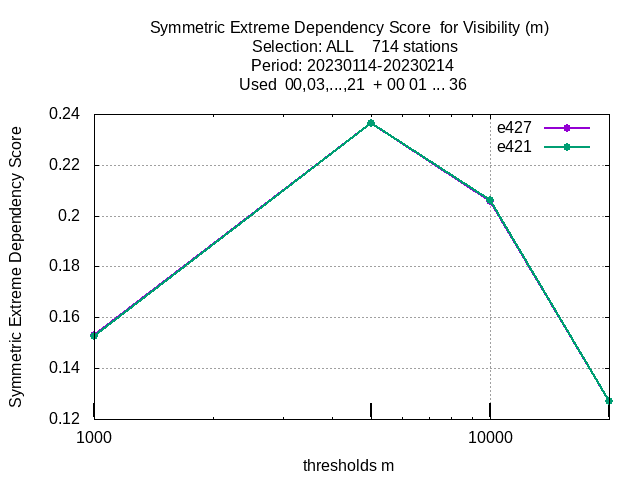 Symmetric Extreme Dependency Score  for Visibility (m)
Selection: ALL    714 stations
Period: 20230114-20230214
Used  00,03,...,21  + 00 01 ... 36
Symmetric Extreme Dependency Score
0.24
0.22
0.2
0.18
0.16
0.14
0.12
e427
e421
1000
10000
thresholds m